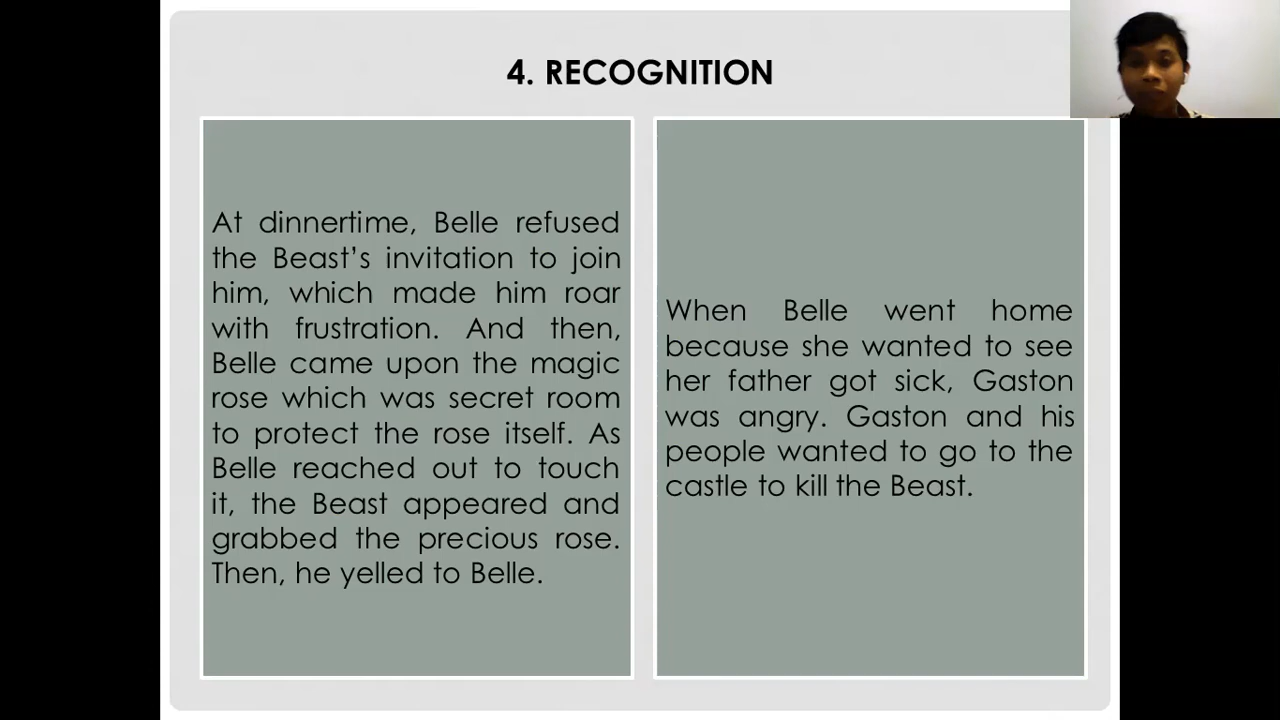 4. RECOGNITION
At dinnertime, Belle refused
the Beast’s invitation to join
him, which made him roar
with frustration. And then,
Belle came upon the magic
rose which was secret room
to protect the rose itself. As
Belle reached out to touch
it, the Beast appeared and
grabbed the precious rose.
Then, he yelled to Belle.
When Belle went home
because she wanted to see
her father got sick, Gaston
was angry. Gaston and his
people wanted to go to the
castle to kill the Beast.